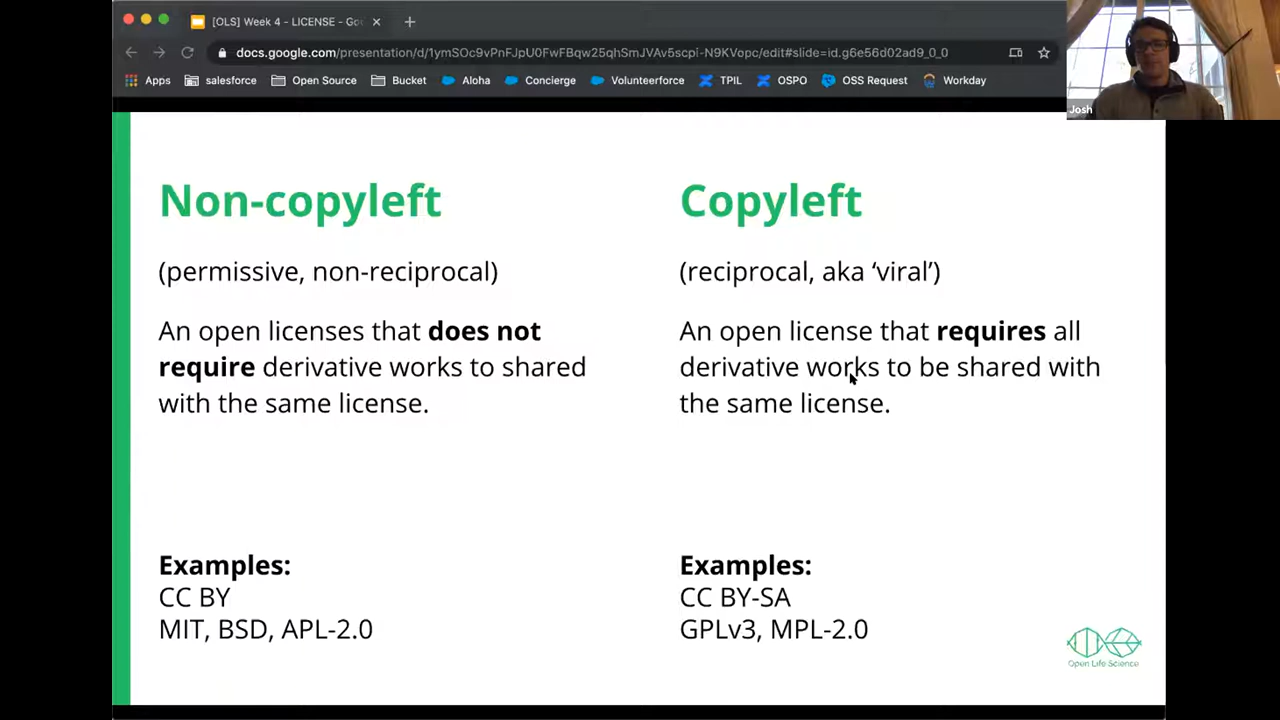 [OLS] Week 4 - LICENSE - Go
docs.google.com/presentation/d/1ymSOc9vPnFJpU0FwFBqw25qhSmJVAv5scpi-N9KVopc/edit#slide=id.g6e56d02ad9_0_0
Apps salesforce Open Source Bucket Aloha Concierge Volunteerforce TPIL OSPO OSS Request Workday
Josh
Non-copyleft
(permissive, non-reciprocal)
An open licenses that does not
require derivative works to shared
with the same license.
Examples:
CC BY
MIT, BSD, APL-2.0
Copyleft
(reciprocal, aka ‘viral’)
An open license that requires all
derivative works to be shared with
the same license.
Examples:
CC BY-SA
GPLv3, MPL-2.0
Open Life Science